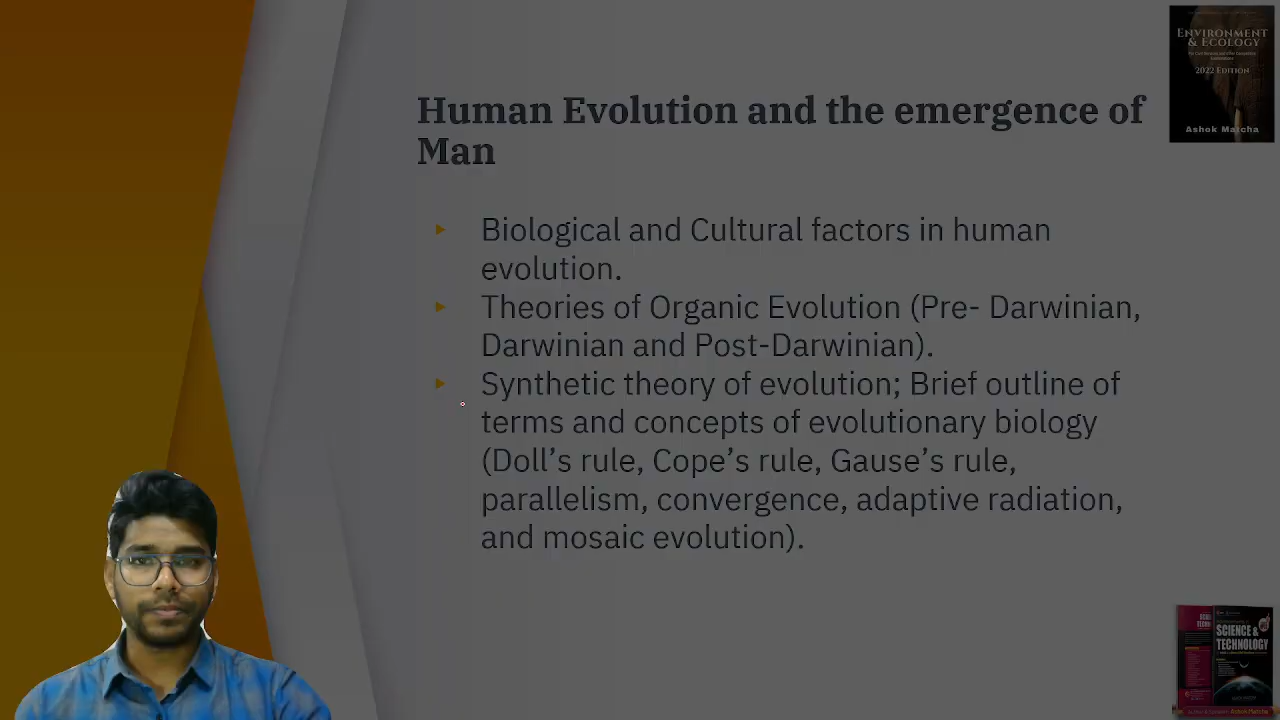 ENVIRONMENT
& ECOLOGY
2022 EDITION
Ashok Matcha
Human Evolution and the emergence of
Man
Biological and Cultural factors in human
evolution.
Theories of Organic Evolution (Pre- Darwinian,
Darwinian and Post-Darwinian).
Synthetic theory of evolution; Brief outline of
terms and concepts of evolutionary biology
(Doll’s rule, Cope’s rule, Gause’s rule,
parallelism, convergence, adaptive radiation,
and mosaic evolution).
SCIENCE &
TECHNOLOGY
Ashok Matcha